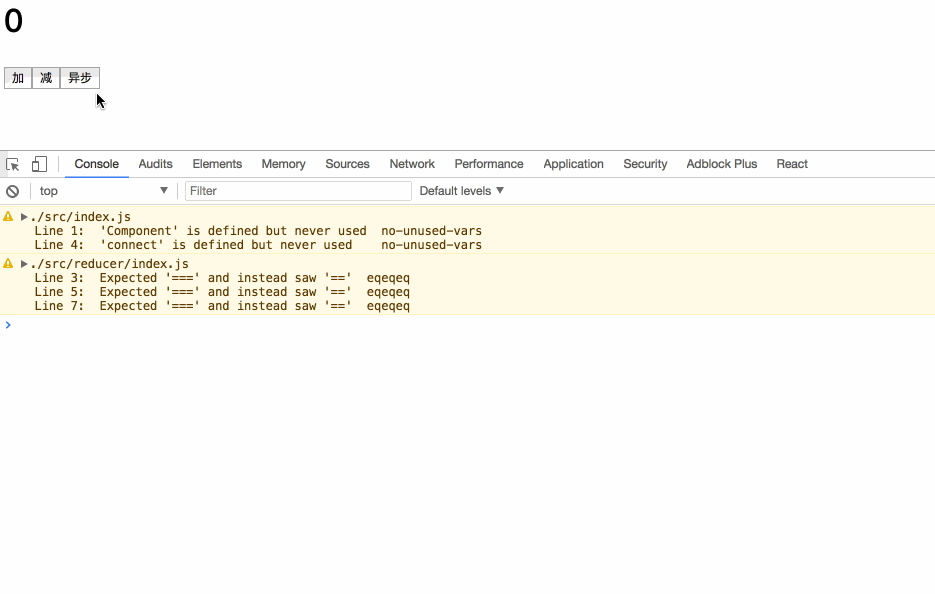 0
加 减 异步
Console Audits Elements Memory Sources Network Performance Application Security Adblock Plus React
top Filter Default levels
./src/index.js
Line 1: 'Component' is defined but never used no-unused-vars
Line 4: 'connect' is defined but never used no-unused-vars
./src/reducer/index.js
Line 3: Expected '===' and instead saw '==' eqeqeq
Line 5: Expected '===' and instead saw '==' eqeqeq
Line 7: Expected '===' and instead saw '==' eqeqeq